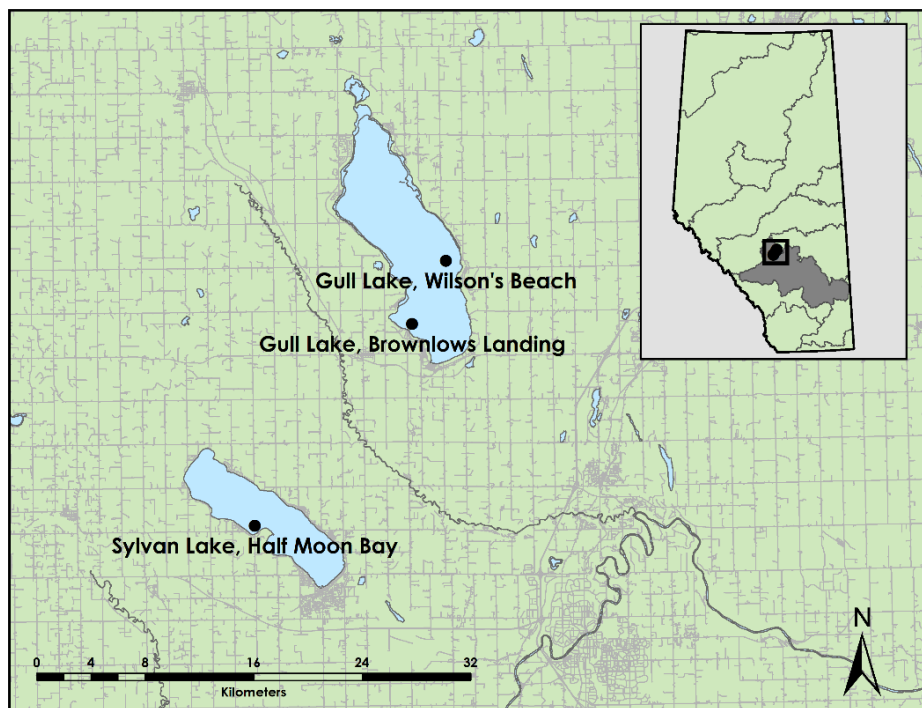 Gull Lake, Wilson's Beach
Gull Lake, Brownlows Landing
Sylvan Lake, Half Moon Bay
N
0 4 8 16 24 32
Kilometers